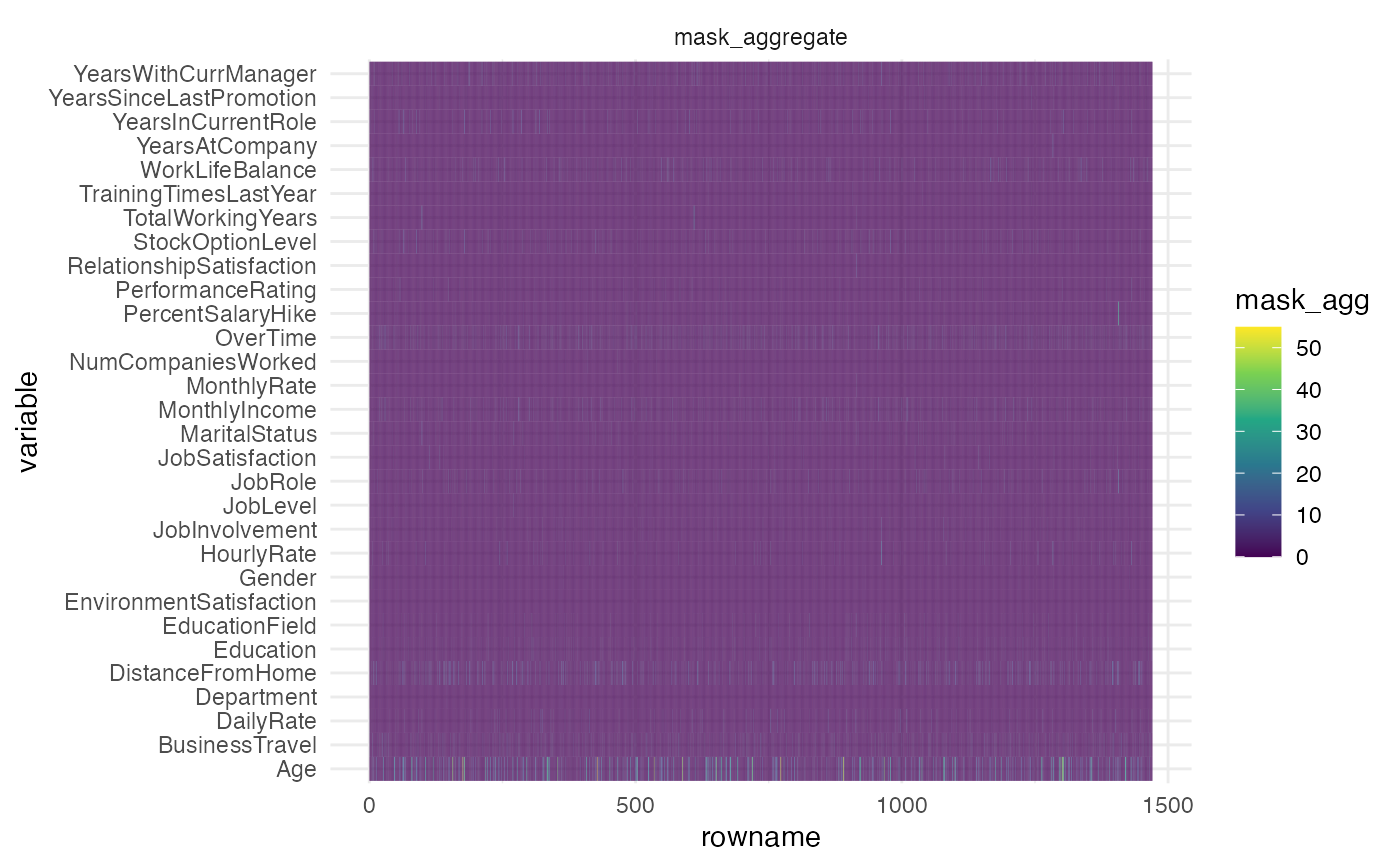 mask_aggregate
YearsWithCurrManager
YearsSinceLastPromotion
YearsInCurrentRole
YearsAtCompany
WorkLifeBalance
TrainingTimesLastYear
TotalWorkingYears
StockOptionLevel
RelationshipSatisfaction
PerformanceRating
PercentSalaryHike
OverTime
NumCompaniesWorked
MonthlyRate
MonthlyIncome
MaritalStatus
JobSatisfaction
JobRole
JobLevel
JobInvolvement
HourlyRate
Gender
EnvironmentSatisfaction
EducationField
Education
DistanceFromHome
Department
DailyRate
BusinessTravel
Age
variable
0 500 1000 1500
rowname
mask_agg
50
40
30
20
10
0